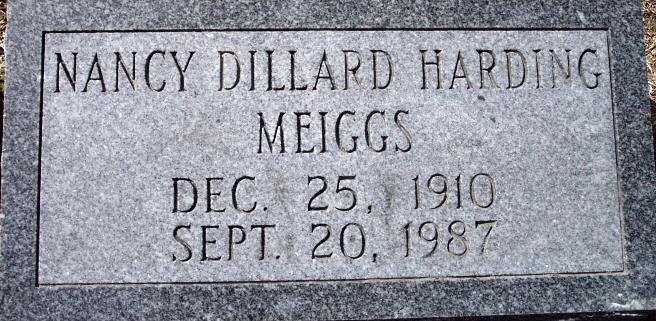 NANCY DILLARD HARDING
MEIGGS
DEC. 25, 1910
SEPT. 20, 1987